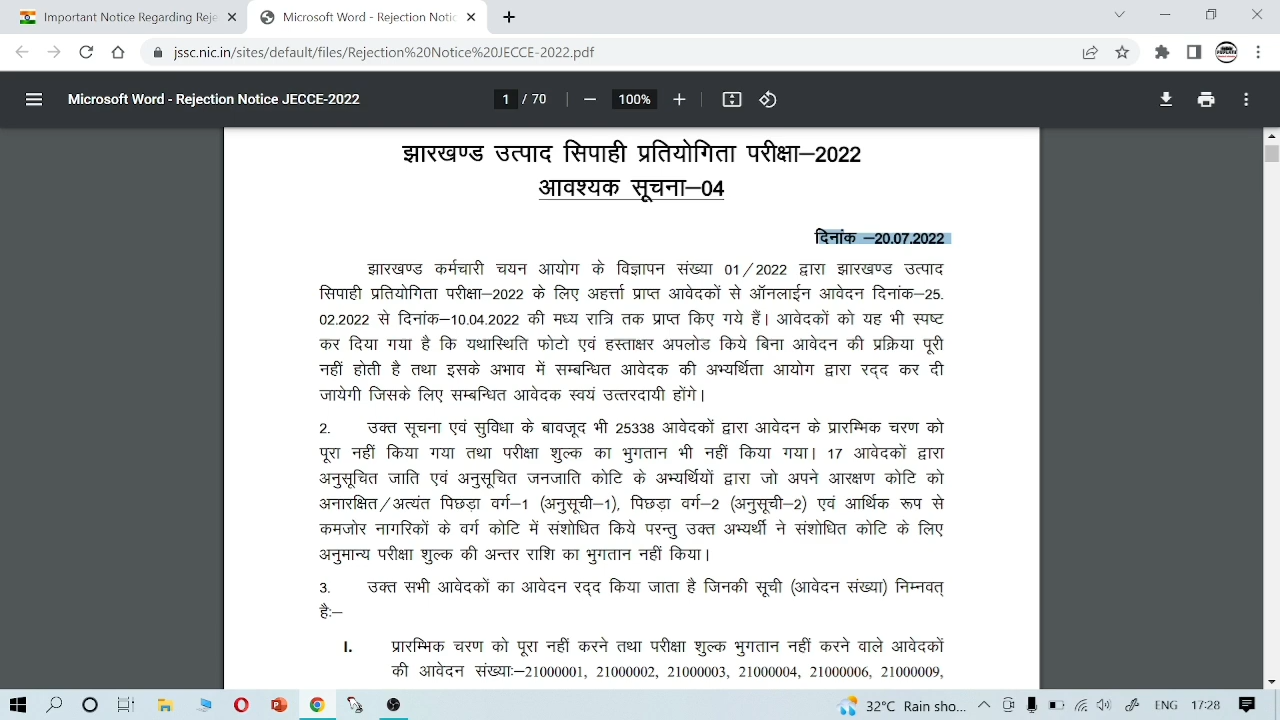 Important Notice Regarding Reje
Microsoft Word - Rejection Notic
jssc.nic.in/sites/default/files/Rejection%20Notice%20JECCE-2022.pdf
Microsoft Word - Rejection Notice JECCE-2022
1 / 70
100%
झारखण्ड उत्पाद सिपाही प्रतियोगिता परीक्षा–2022
आवश्यक सूचना–04
दिनांक –20.07.2022
झारखण्ड कर्मचारी चयन आयोग के विज्ञापन संख्या 01/2022 द्वारा झारखण्ड उत्पाद
सिपाही प्रतियोगिता परीक्षा–2022 के लिए अहर्त्ता प्राप्त आवेदकों से ऑनलाईन आवेदन दिनांक–25.
02.2022 से दिनांक–10.04.2022 की मध्य रात्रि तक प्राप्त किए गये हैं। आवेदकों को यह भी स्पष्ट
कर दिया गया है कि यथास्थिति फोटो एवं हस्ताक्षर अपलोड किये बिना आवेदन की प्रक्रिया पूरी
नहीं होती है तथा इसके अभाव में सम्बन्धित आवेदक की अभ्यर्थिता आयोग द्वारा रद्द कर दी
जायेगी जिसके लिए सम्बन्धित आवेदक स्वयं उत्तरदायी होंगे।
2. उक्त सूचना एवं सुविधा के बावजूद भी 25338 आवेदकों द्वारा आवेदन के प्रारम्भिक चरण को
पूरा नहीं किया गया तथा परीक्षा शुल्क का भुगतान भी नहीं किया गया। 17 आवेदकों द्वारा
अनुसूचित जाति एवं अनुसूचित जनजाति कोटि के अभ्यर्थियों द्वारा जो अपने आरक्षण कोटि को
अनारक्षित/अत्यंत पिछड़ा वर्ग–1 (अनुसूची–1), पिछड़ा वर्ग–2 (अनुसूची–2) एवं आर्थिक रूप से
कमजोर नागरिकों के वर्ग कोटि में संशोधित किये परन्तु उक्त अभ्यर्थी ने संशोधित कोटि के लिए
अनुमान्य परीक्षा शुल्क की अन्तर राशि का भुगतान नहीं किया।
3. उक्त सभी आवेदकों का आवेदन रद्द किया जाता है जिनकी सूची (आवेदन संख्या) निम्नवत्
है:–
I. प्रारम्भिक चरण को पूरा नहीं करने तथा परीक्षा शुल्क भुगतान नहीं करने वाले आवेदकों
की आवेदन संख्याः–21000001, 21000002, 21000003, 21000004, 21000006, 21000009,
32°C Rain sho... ENG 17:28